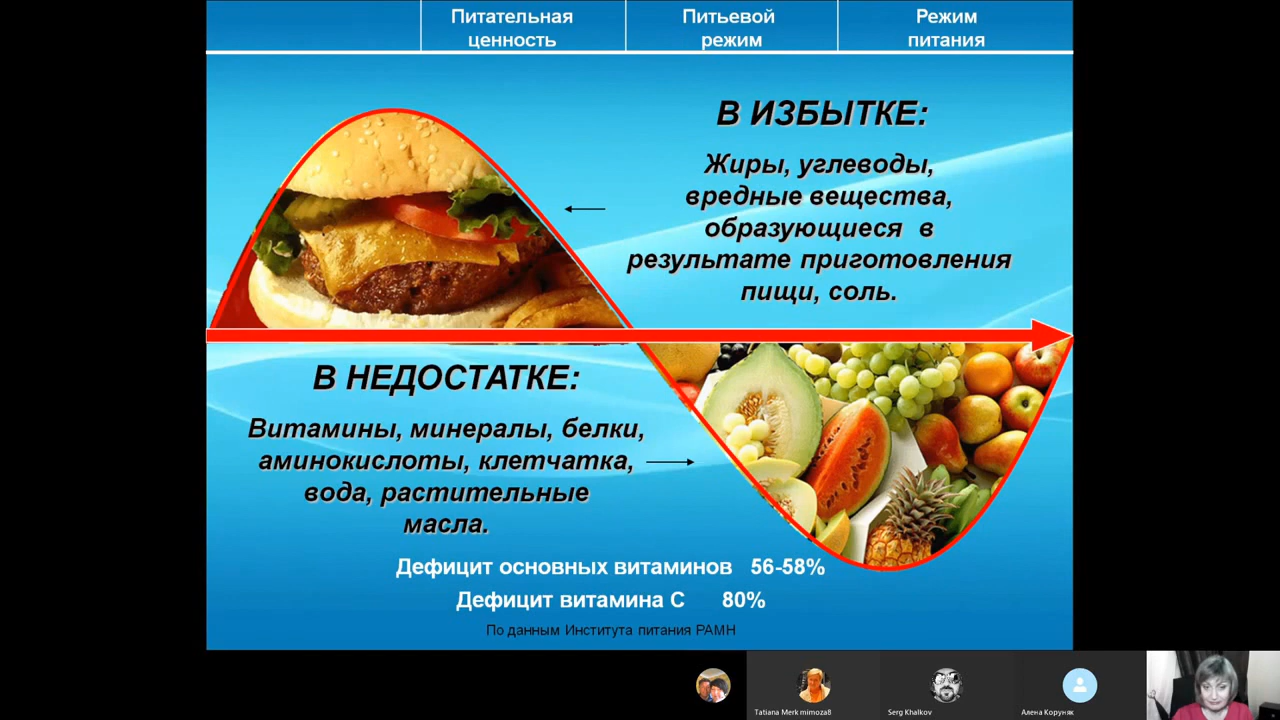 Питательная
ценность
Питьевой
режим
Режим
питания
В ИЗБЫТКЕ:
Жиры, углеводы,
вредные вещества,
образующиеся в
результате приготовления
пищи, соль.
В НЕДОСТАТКЕ:
Витамины, минералы, белки,
аминокислоты, клетчатка,
вода, растительные
масла.
Дефицит основных витаминов 56-58%
Дефицит витамина С 80%
По данным Института питания РАМН
Tatiana Merk mimoza8
Serg Khalkov
Алена Коруняк